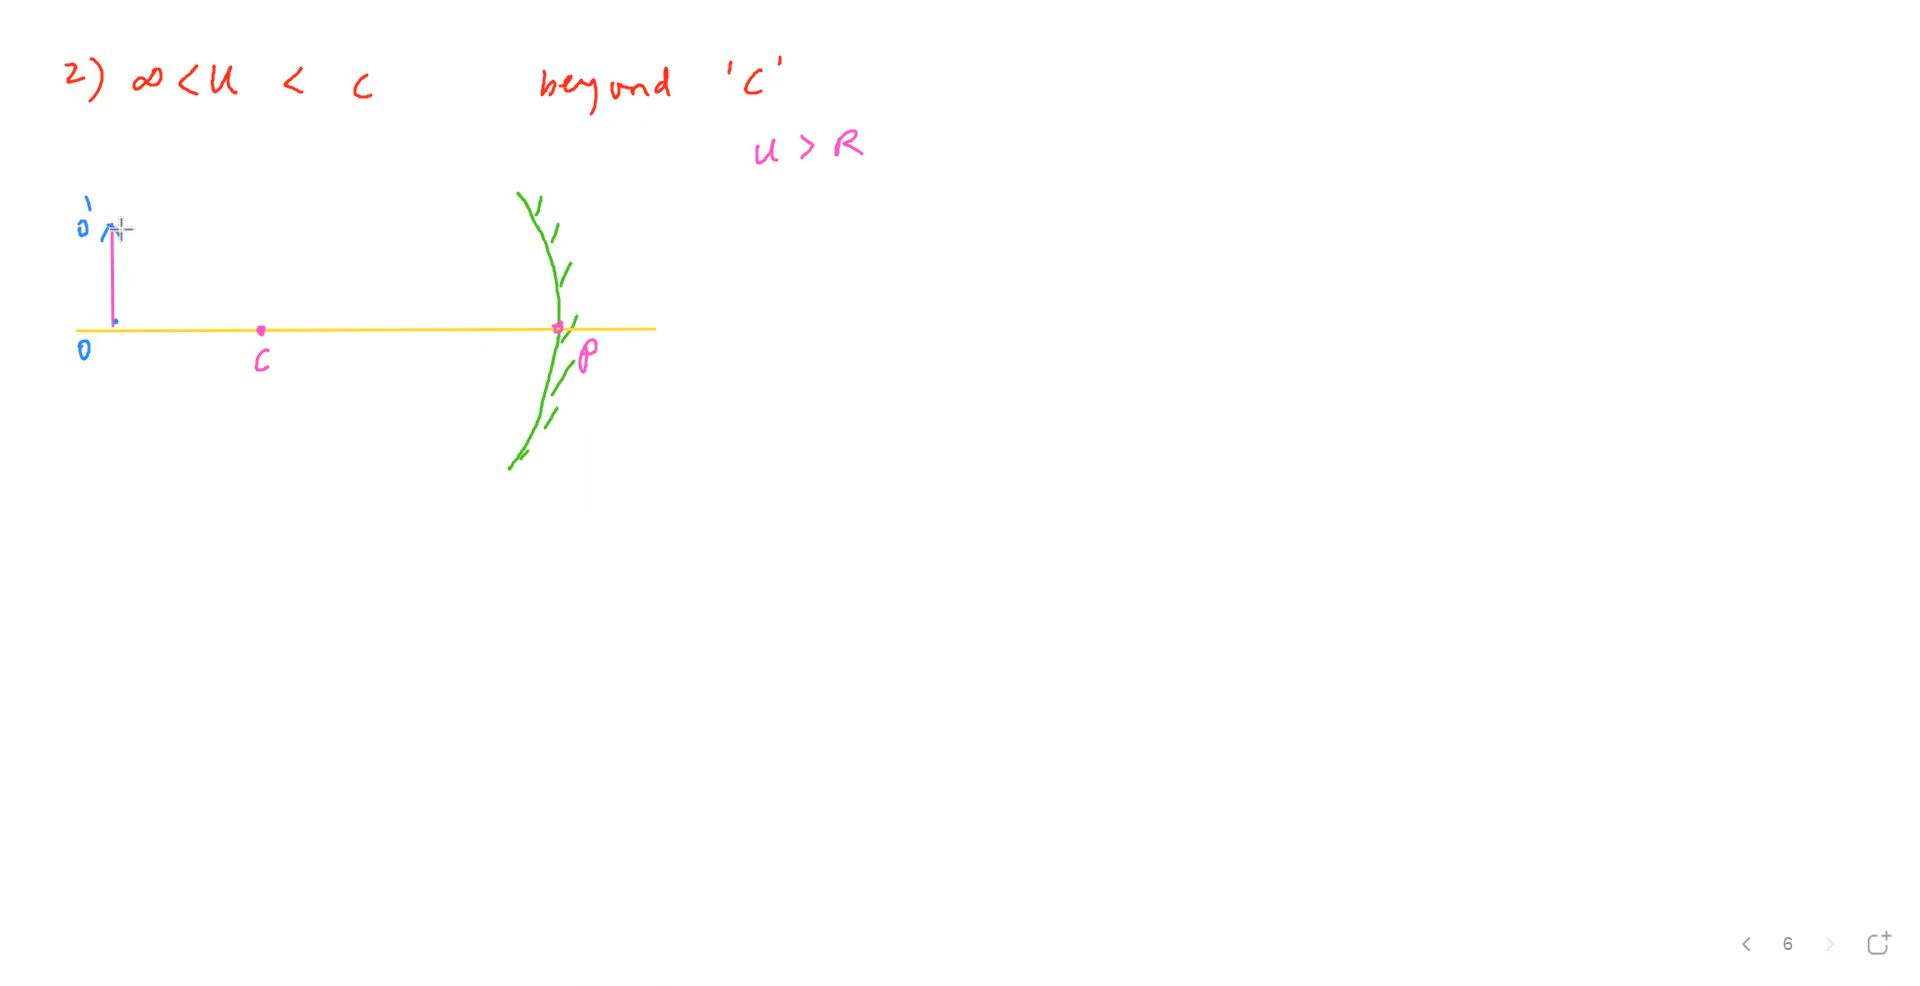 2) ∞ < u < c beyond 'C'
u > R
O'
O C P
6